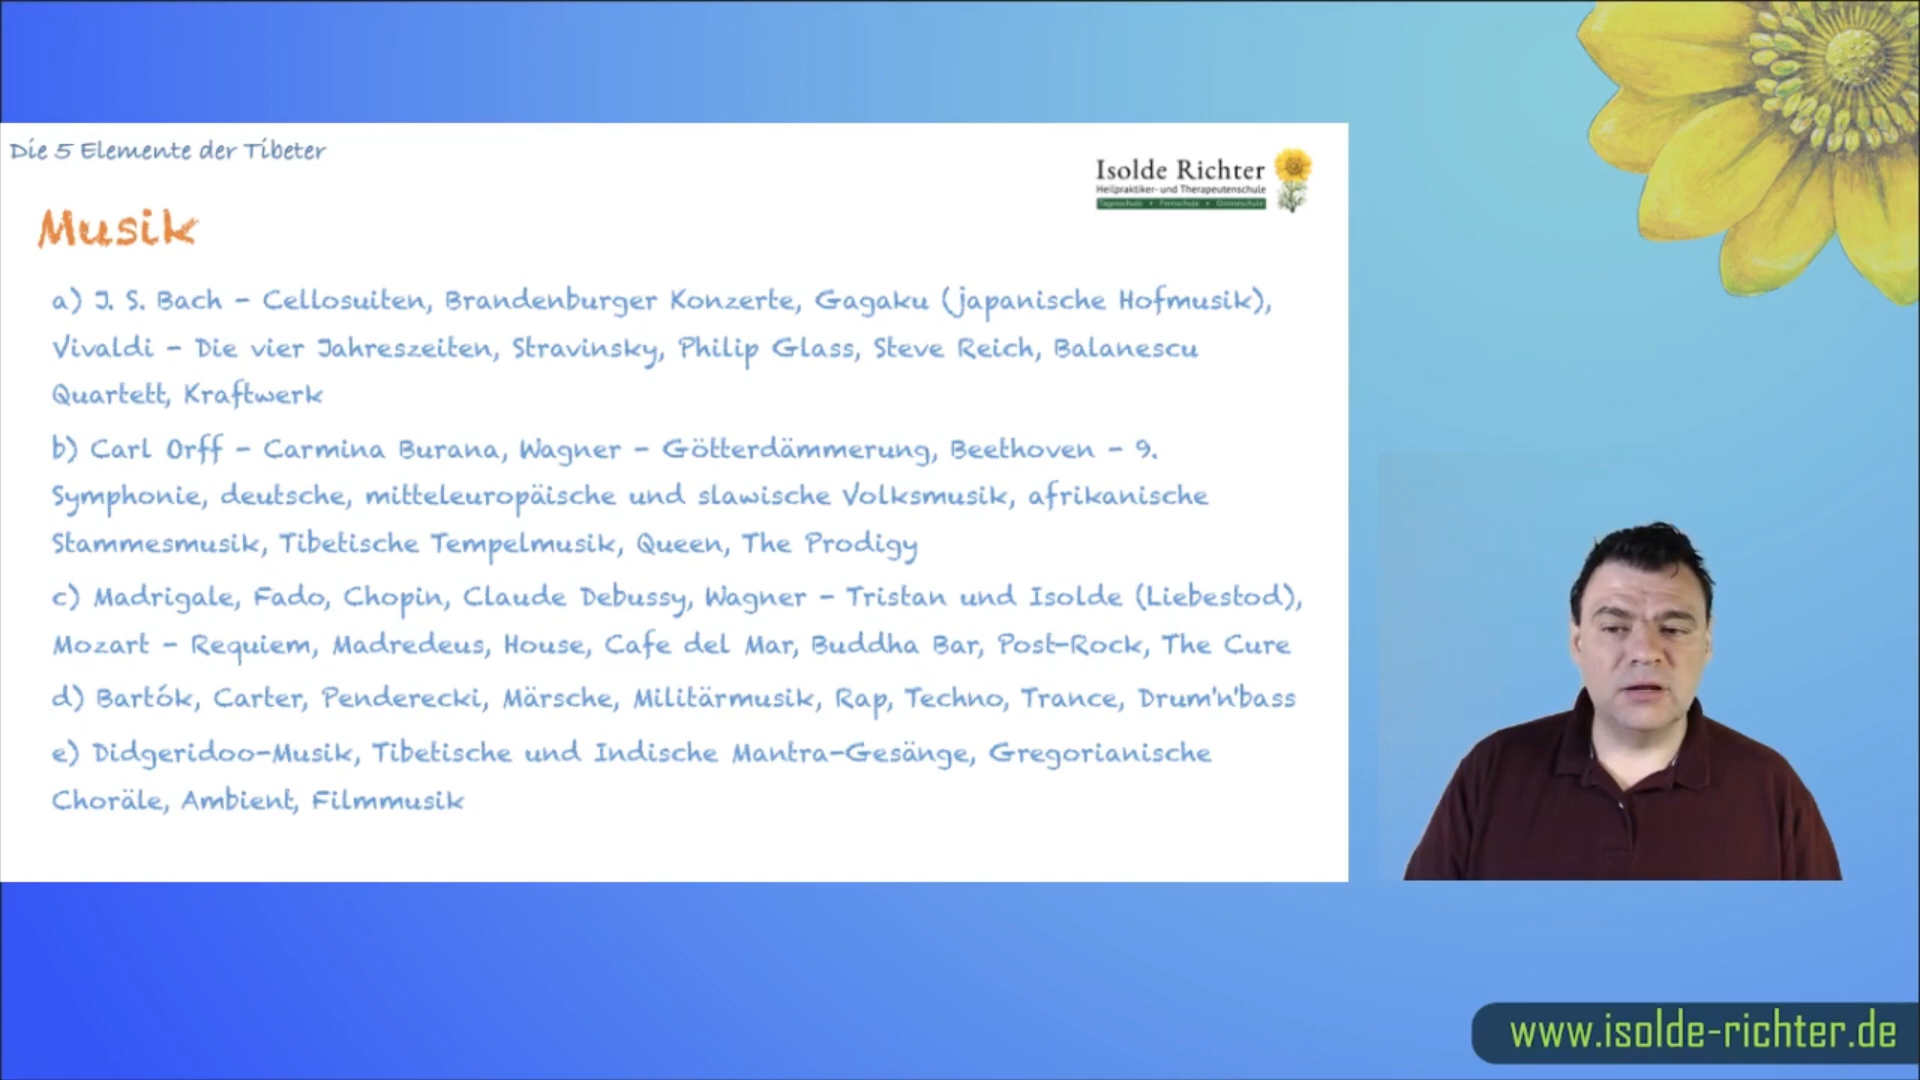 Die 5 Elemente der Tibeter
Isolde Richter
Heilpraktiker- und Therapeutenschule
Tagesschule • Fernschule • Onlineschule
Musik
a) J. S. Bach – Cellosuiten, Brandenburger Konzerte, Gagaku (japanische Hofmusik),
Vivaldi – Die vier Jahreszeiten, Stravinsky, Philip Glass, Steve Reich, Balanescu
Quartett, Kraftwerk
b) Carl Orff – Carmina Burana, Wagner – Götterdämmerung, Beethoven – 9.
Symphonie, deutsche, mitteleuropäische und slawische Volksmusik, afrikanische
Stammesmusik, Tibetische Tempelmusik, Queen, The Prodigy
c) Madrigale, Fado, Chopin, Claude Debussy, Wagner – Tristan und Isolde (Liebestod),
Mozart – Requiem, Madredeus, House, Cafe del Mar, Buddha Bar, Post-Rock, The Cure
d) Bartók, Carter, Penderecki, Märsche, Militärmusik, Rap, Techno, Trance, Drum'n'bass
e) Didgeridoo-Musik, Tibetische und Indische Mantra-Gesänge, Gregorianische
Choräle, Ambient, Filmmusik
www.isolde-richter.de